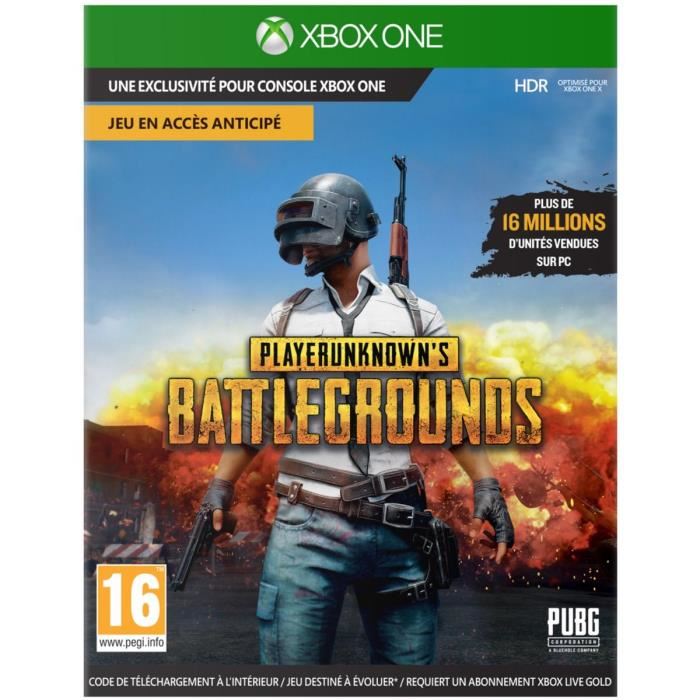 XBOX ONE
UNE EXCLUSIVITÉ POUR CONSOLE XBOX ONE
HDR
OPTIMISÉ POUR
XBOX ONE X
JEU EN ACCÈS ANTICIPÉ
PLUS DE
16 MILLIONS
D'UNITÉS VENDUES
SUR PC
PLAYERUNKNOWN'S
BATTLEGROUNDS
16
www.pegi.info
PUBG
CORPORATION
A BLUEHOLE COMPANY
CODE DE TÉLÉCHARGEMENT À L'INTÉRIEUR / JEU DESTINÉ À ÉVOLUER* / REQUIERT UN ABONNEMENT XBOX LIVE GOLD